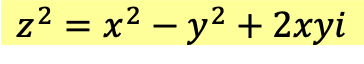 z² = x² − y² + 2xyi